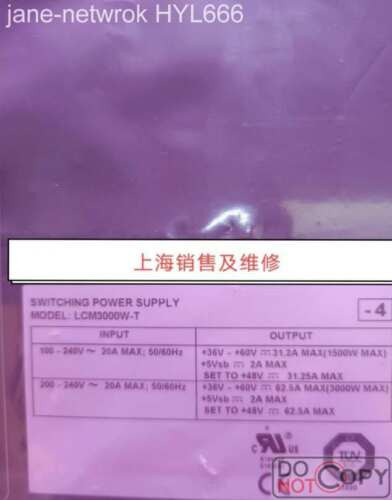 jane-netwrok HYL666
上海销售及维修
SWITCHING POWER SUPPLY
MODEL: LCM3000W-T
-4
INPUT OUTPUT
100 - 240V ~ 20A MAX; 50/60Hz +36V - +60V ⎓ 31.2A MAX(1500W MAX)
+5Vsb ⎓ 2A MAX
SET TO +48V ⎓ 31.25A MAX
200 - 240V ~ 20A MAX; 50/60Hz +36V - +60V ⎓ 62.5A MAX(3000W MAX)
+5Vsb ⎓ 2A MAX
SET TO +48V ⎓ 62.5A MAX
C RU US
TÜV
DO NOT COPY